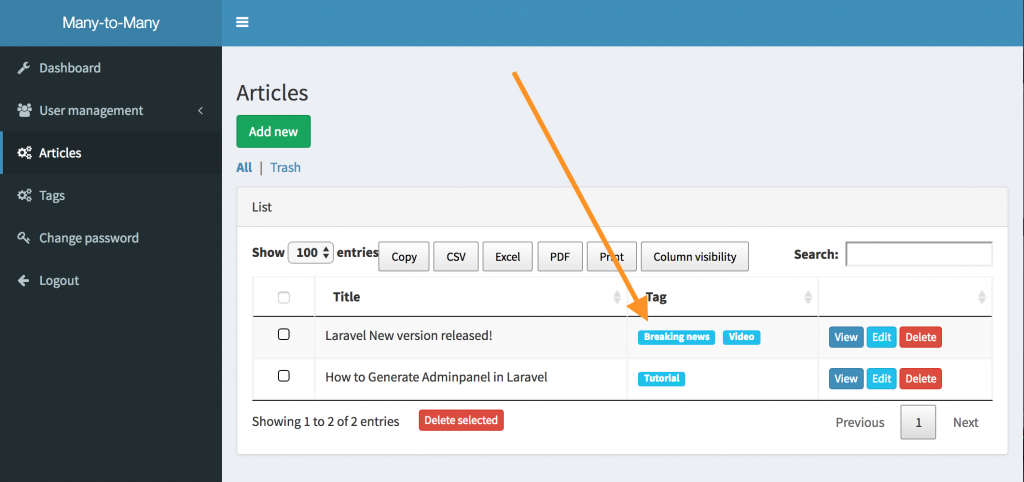 Many-to-Many
Dashboard
User management
Articles
Tags
Change password
Logout
Articles
Add new
All | Trash
List
Show 100 entries Copy CSV Excel PDF Print Column visibility Search:
Title Tag
Laravel New version released! Breaking news Video View Edit Delete
How to Generate Adminpanel in Laravel Tutorial View Edit Delete
Showing 1 to 2 of 2 entries Delete selected Previous 1 Next